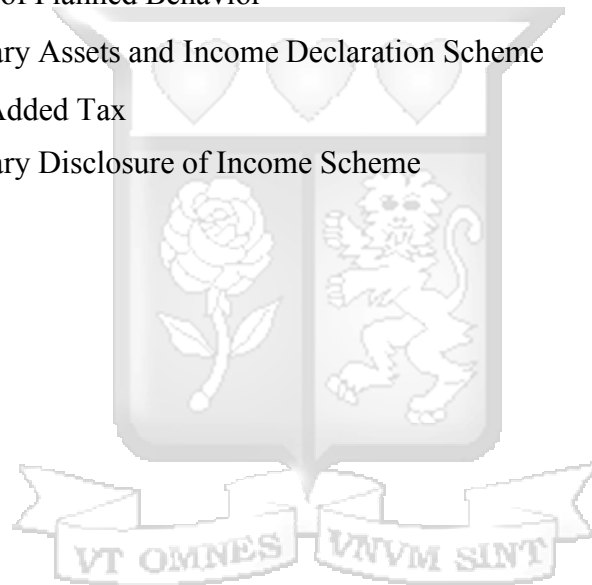 of Planned Behavior
ary Assets and Income Declaration Scheme
Added Tax
ary Disclosure of Income Scheme
VT OMNES VNVM SINT